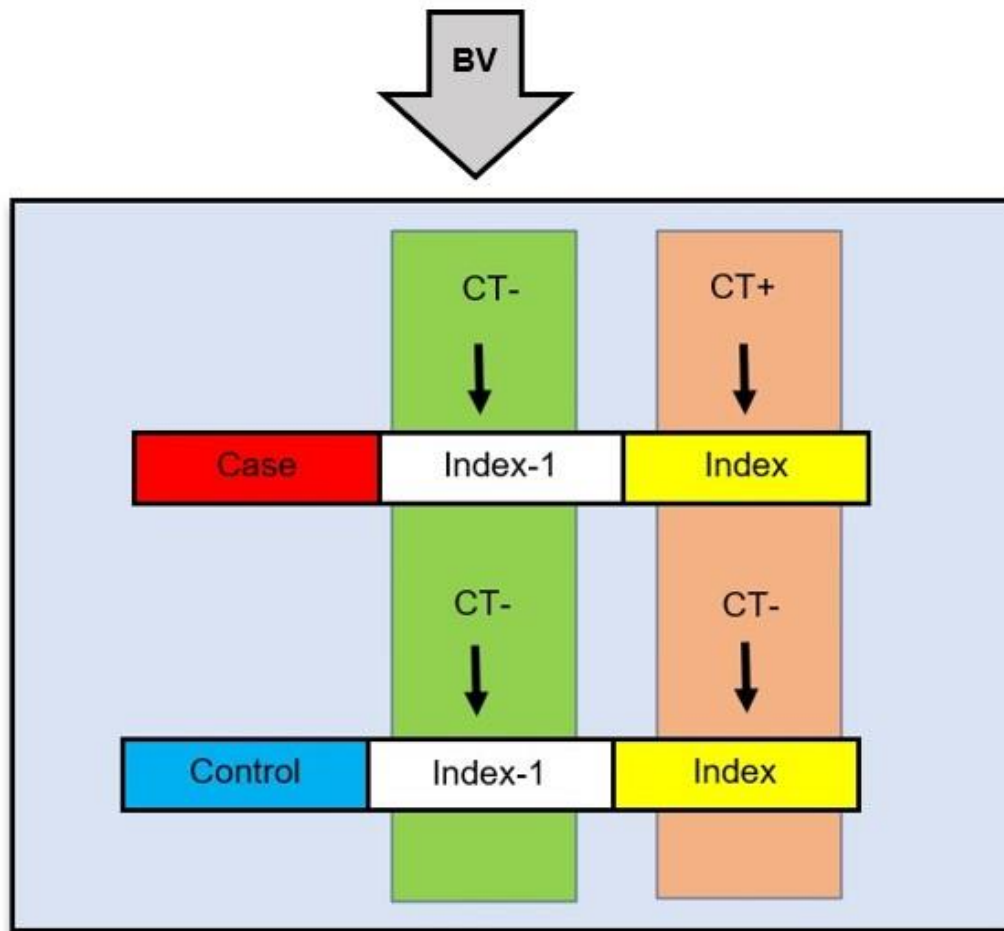 BV
CT- CT+
Case Index-1 Index
CT- CT-
Control Index-1 Index